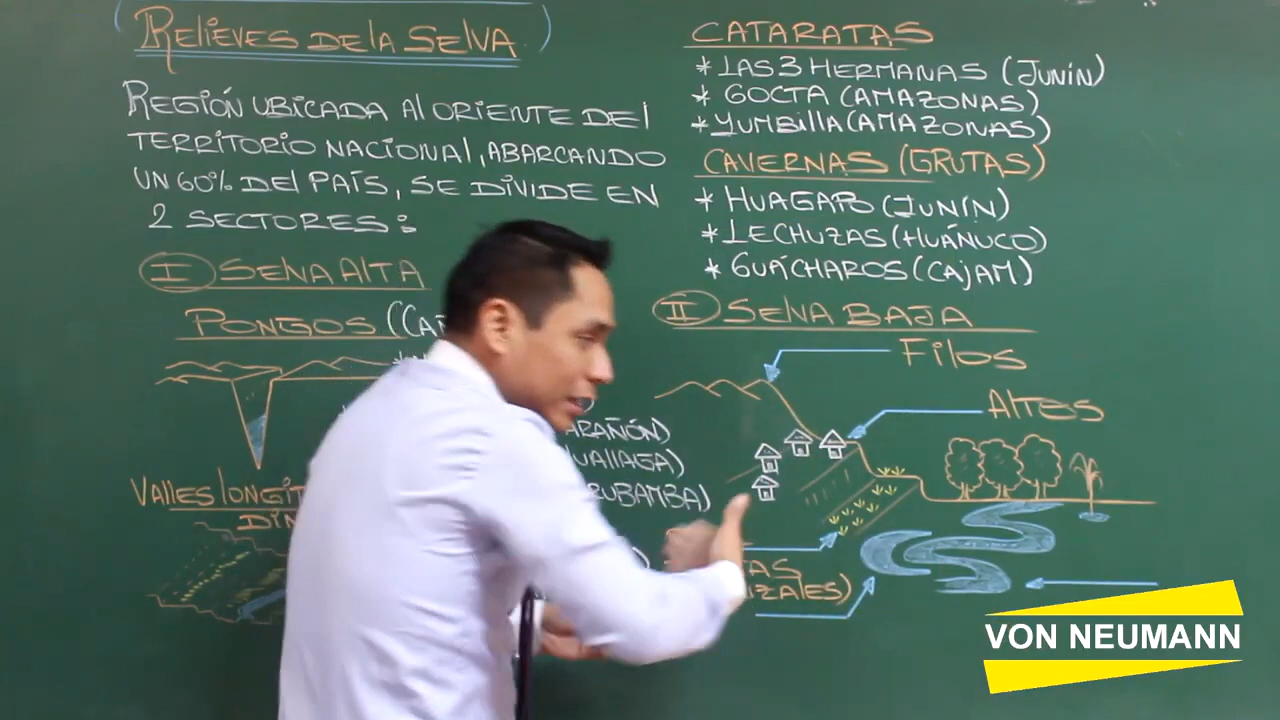 RELIEVES DE LA SELVA
REGIÓN UBICADA AL ORIENTE DEL
TERRITORIO NACIONAL, ABARCANDO
UN 60% DEL PAÍS, SE DIVIDE EN
2 SECTORES:
I SELVA ALTA
PONGOS
VALLES
CATARATAS
* LAS 3 HERMANAS (JUNÍN)
* GOCTA (AMAZONAS)
* YUMBILLA (AMAZONAS)
CAVERNAS (GRUTAS)
* HUAGAPO (JUNÍN)
* LECHUZAS (HUÁNUCO)
* GUÁCHAROS (CAJAM)
II SELVA BAJA
FILOS
ALTES
VON NEUMANN